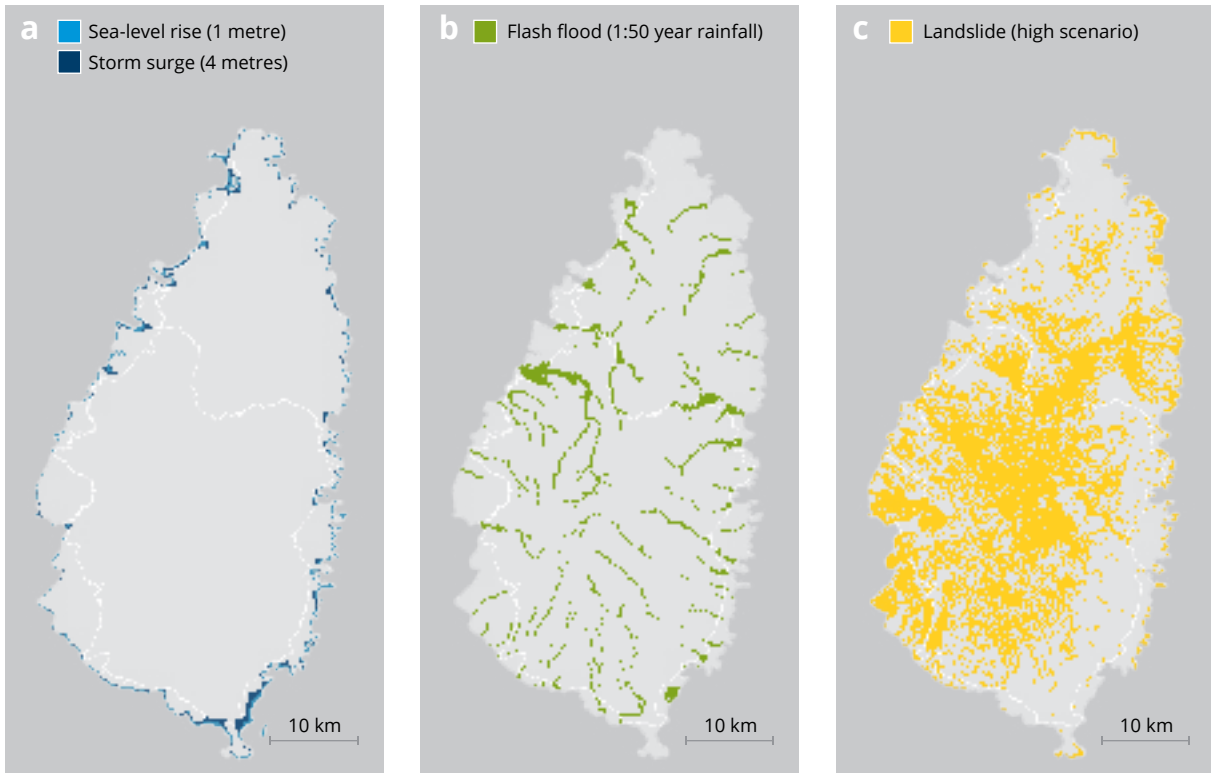 a
Sea-level rise (1 metre)
Storm surge (4 metres)
10 km
b
Flash flood (1:50 year rainfall)
10 km
c
Landslide (high scenario)
10 km